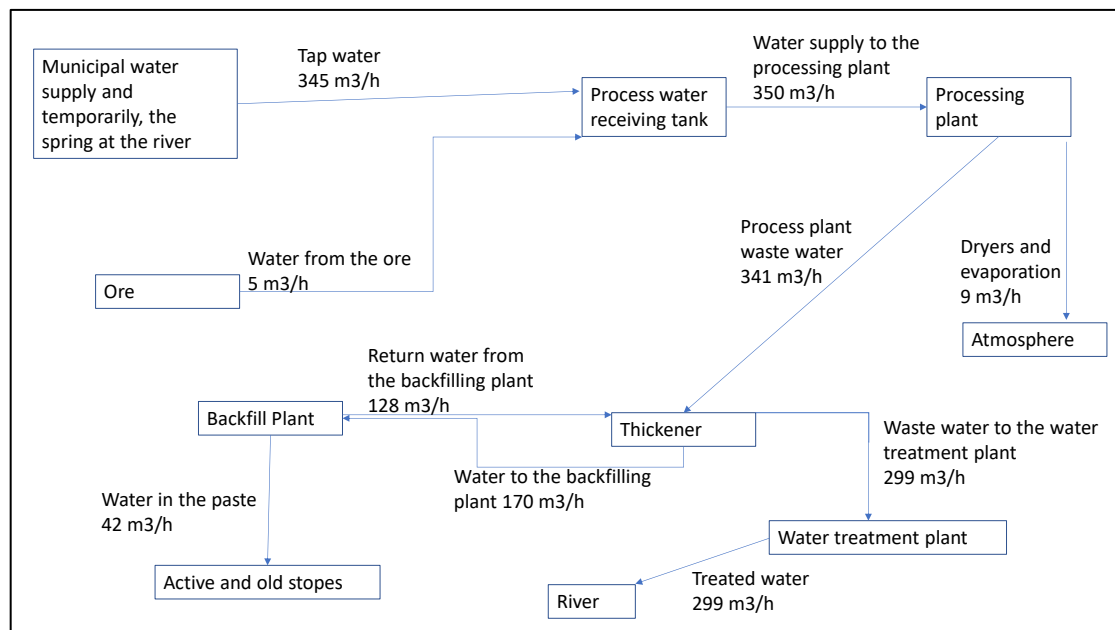 Tap water
345 m3/h
Water supply to the
processing plant
350 m3/h
Municipal water
supply and
temporarily, the
spring at the river
Process water
receiving tank
Processing
plant
Water from the ore
5 m3/h
Ore
Process plant
waste water
341 m3/h
Dryers and
evaporation
9 m3/h
Atmosphere
Return water from
the backfilling plant
128 m3/h
Backfill Plant
Thickener
Waste water to the water
treatment plant
299 m3/h
Water to the backfilling
plant 170 m3/h
Water in the paste
42 m3/h
Water treatment plant
Active and old stopes
Treated water
299 m3/h
River